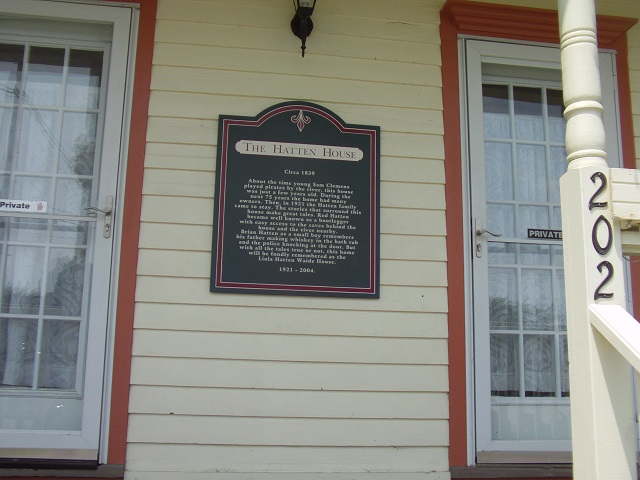 THE HATTEN HOUSE
Circa 1839
About the time young Sam Clemens
played pirates by the river, this house
was just a few years old. During the
next 75 years the home had many
owners. Then, in 1921 the Hatten family
came to stay. The stories that surround this
house make great tales. Red Hatten
became well known as a bootlegger
with easy access to the caves behind the
house and the river nearby.
Brian Hatten as a small boy remembers
his father making whiskey in the bath tub
and the police knocking at the door. But
with all the tales true or not, this home
will be fondly remembered as the
Hatten Waide House.
1921 - 2004.
Private
PRIVATE
202